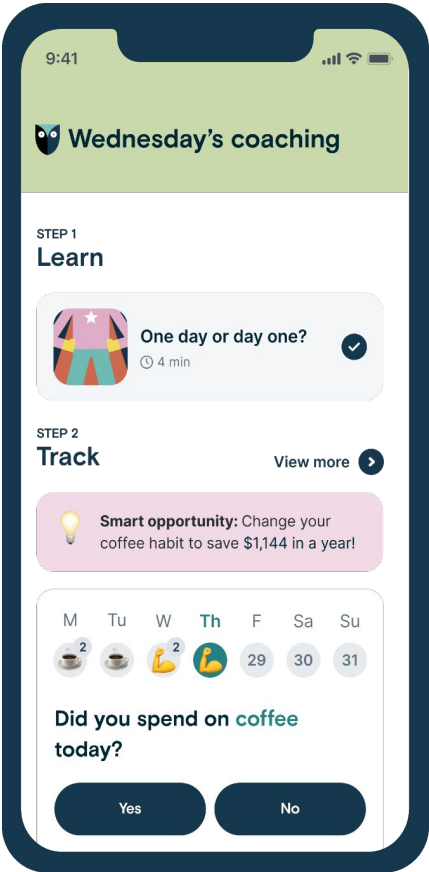 9:41
Wednesday's coaching
STEP 1
Learn
One day or day one?
4 min
STEP 2
Track
View more
Smart opportunity: Change your
coffee habit to save $1,144 in a year!
M Tu W Th F Sa Su
2 2 29 30 31
Did you spend on coffee
today?
Yes No